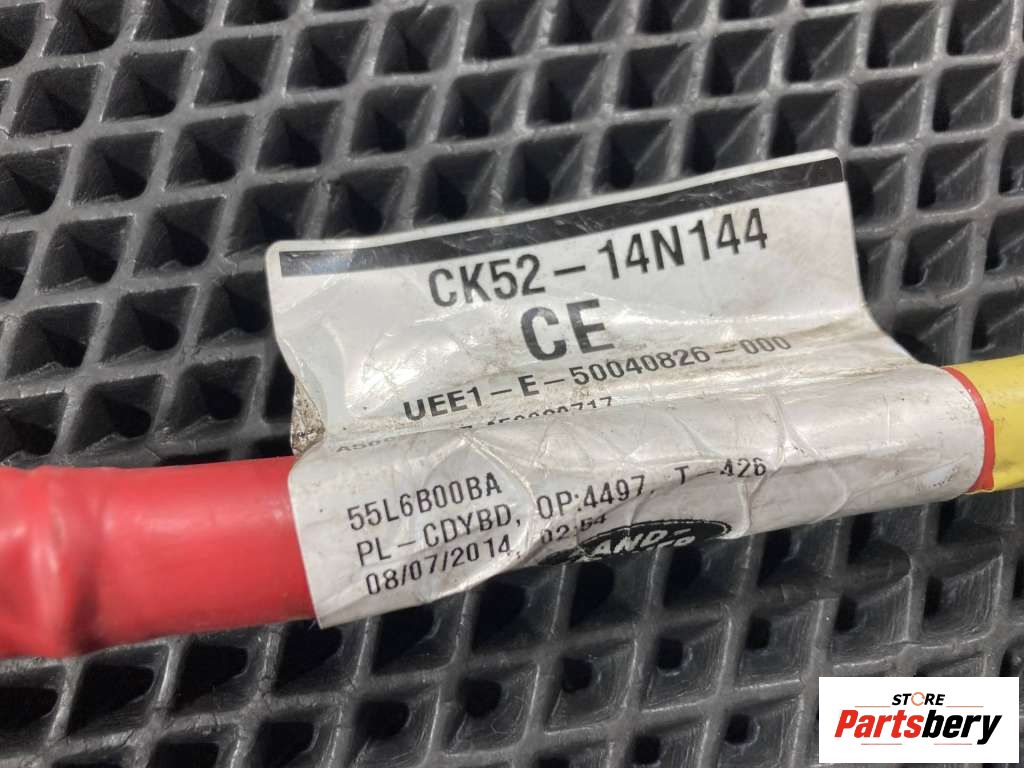 CK52-14N144
CE
UEE1-E-50040826-000
55L6B00BA
PL-CDYBD, OP:4497, T-426
08/07/2014, 02:54
STORE
Partsbery